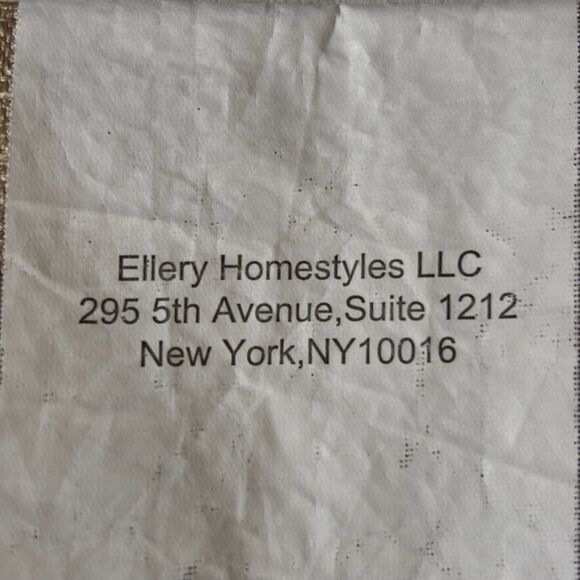 Ellery Homestyles LLC
295 5th Avenue,Suite 1212
New York,NY10016